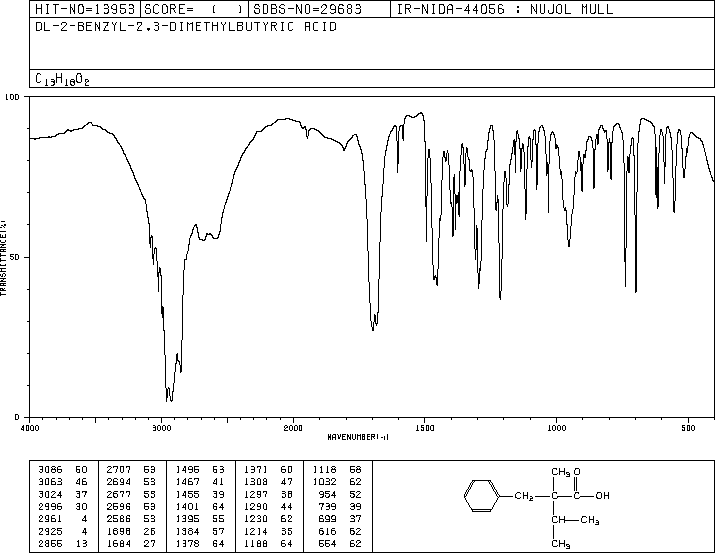 HIT-NO=13953 SCORE= ( ) SDBS-NO=29683 IR-NIDA-44056 : NUJOL MULL
DL-2-BENZYL-2,3-DIMETHYLBUTYRIC ACID
C13H18O2
100
50
0
TRANSMITTANCE(%)
4000 3000 2000 1500 1000 500
WAVENUMBER(-1)
3086 60 2707 53 1496 53 1371 60 1118 58
3063 46 2694 53 1467 41 1308 47 1032 62
3024 37 2677 55 1455 39 1297 38 954 52
2996 30 2596 53 1401 64 1290 44 739 39
2961 4 2586 53 1395 55 1230 62 699 37
2925 4 1698 26 1384 57 1214 35 616 62
2855 13 1684 27 1378 64 1188 64 554 62
CH3 O
CH2 C C OH
CH CH3
CH3